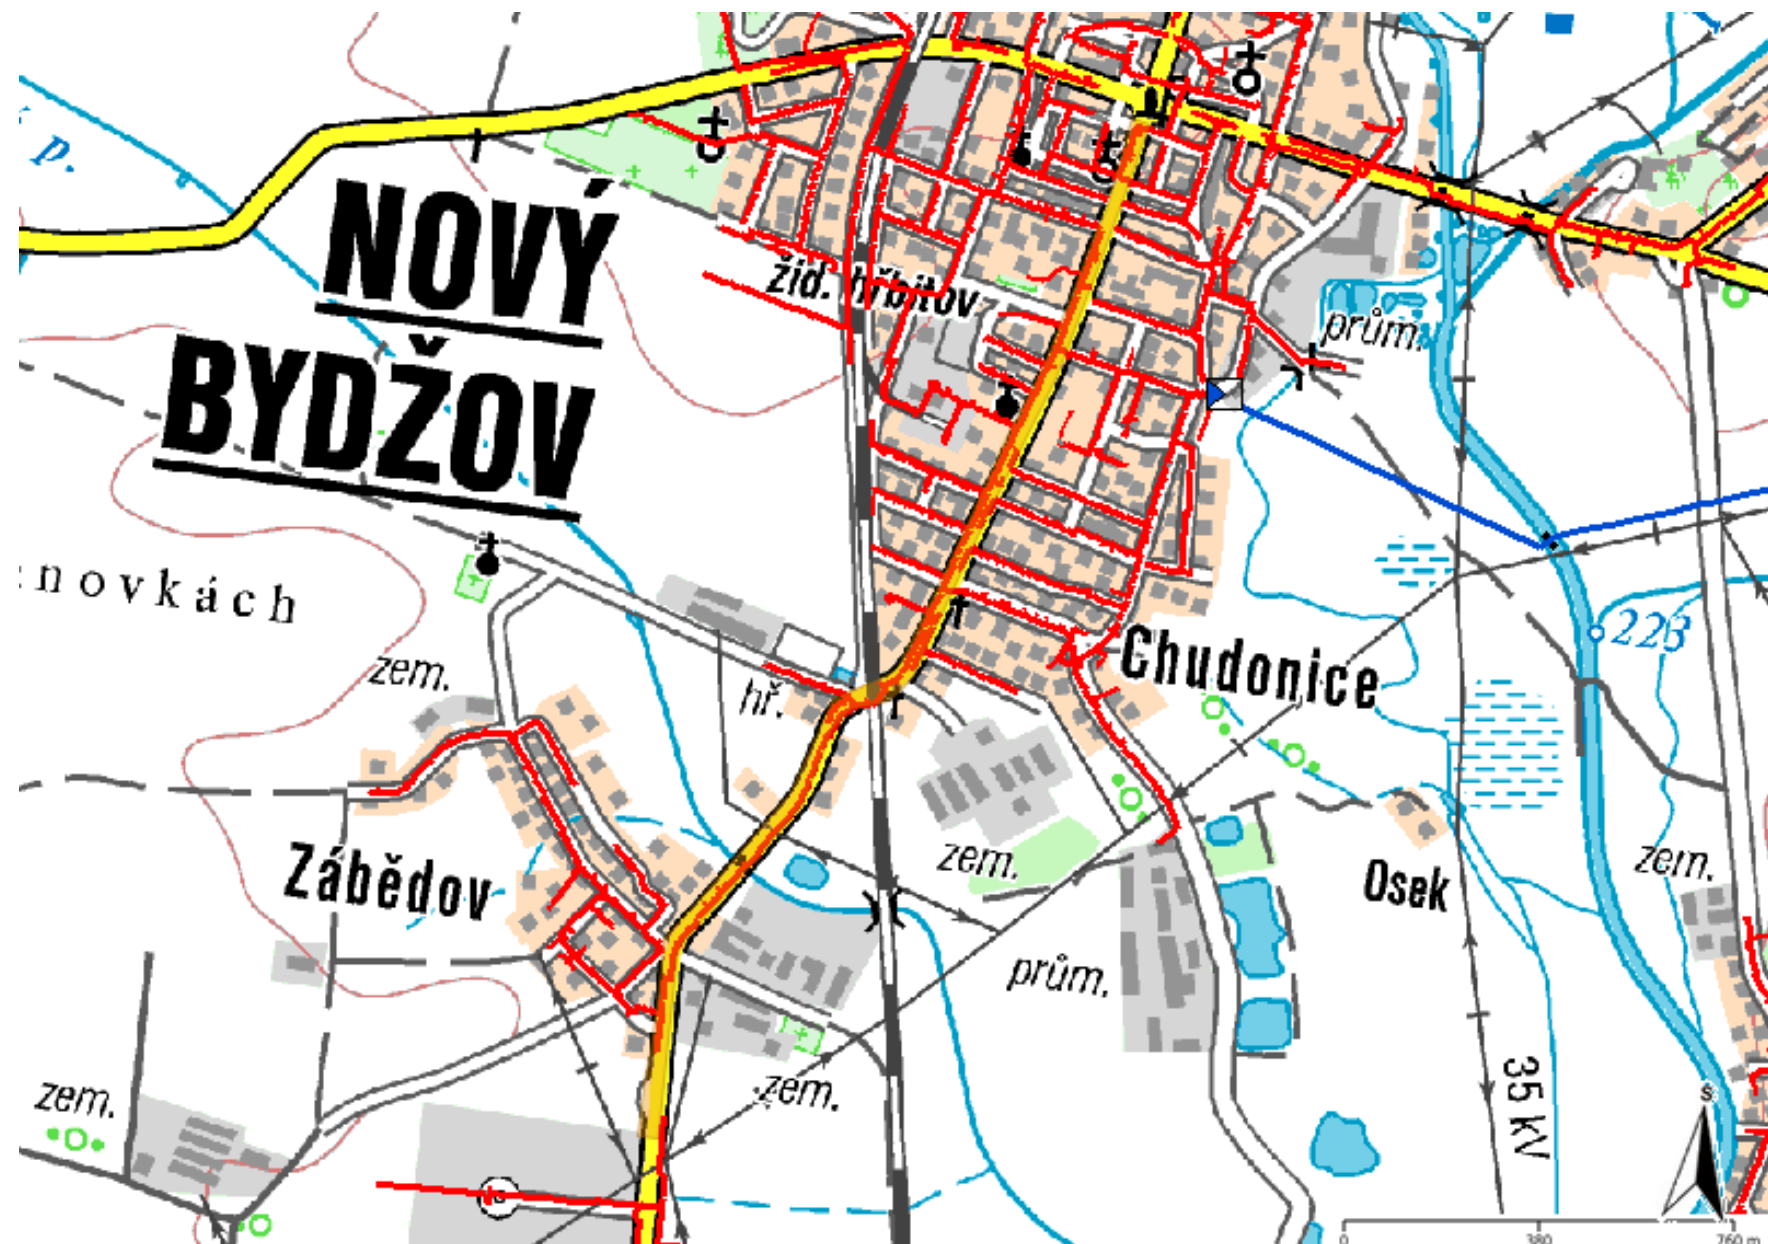 p.
NOVÝ
BYDŽOV
žid. hřbitov
prům.
novkách
zem.
hř.
Chudonice
223
Zábědov
zem.
Osek
zem.
prům.
zem.
zem.
35 kV
S
0 380 760 m